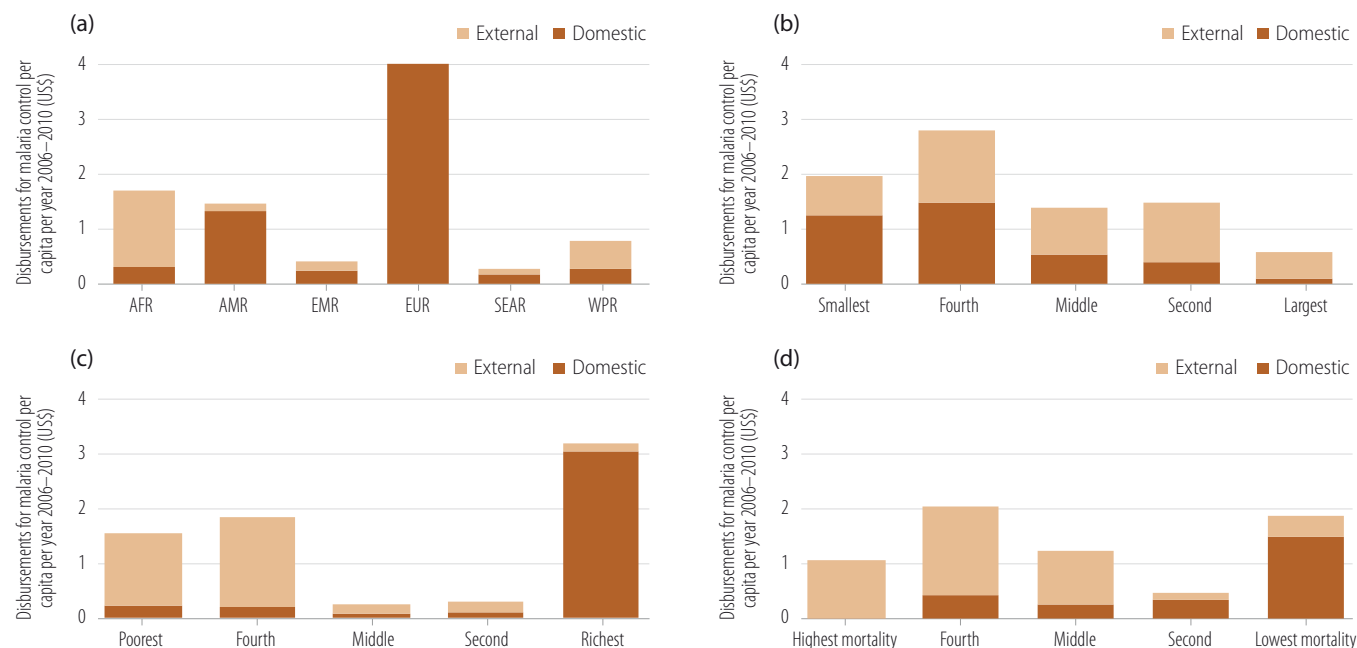 (a)
External Domestic
Disbursements for malaria control per
capita per year 2006–2010 (US$)
4
3
2
1
0
AFR AMR EMR EUR SEAR WPR
(b)
External Domestic
Disbursements for malaria control per
capita per year 2006–2010 (US$)
4
3
2
1
0
Smallest Fourth Middle Second Largest
(c)
External Domestic
Disbursements for malaria control per
capita per year 2006–2010 (US$)
4
3
2
1
0
Poorest Fourth Middle Second Richest
(d)
External Domestic
Disbursements for malaria control per
capita per year 2006–2010 (US$)
4
3
2
1
0
Highest mortality Fourth Middle Second Lowest mortality